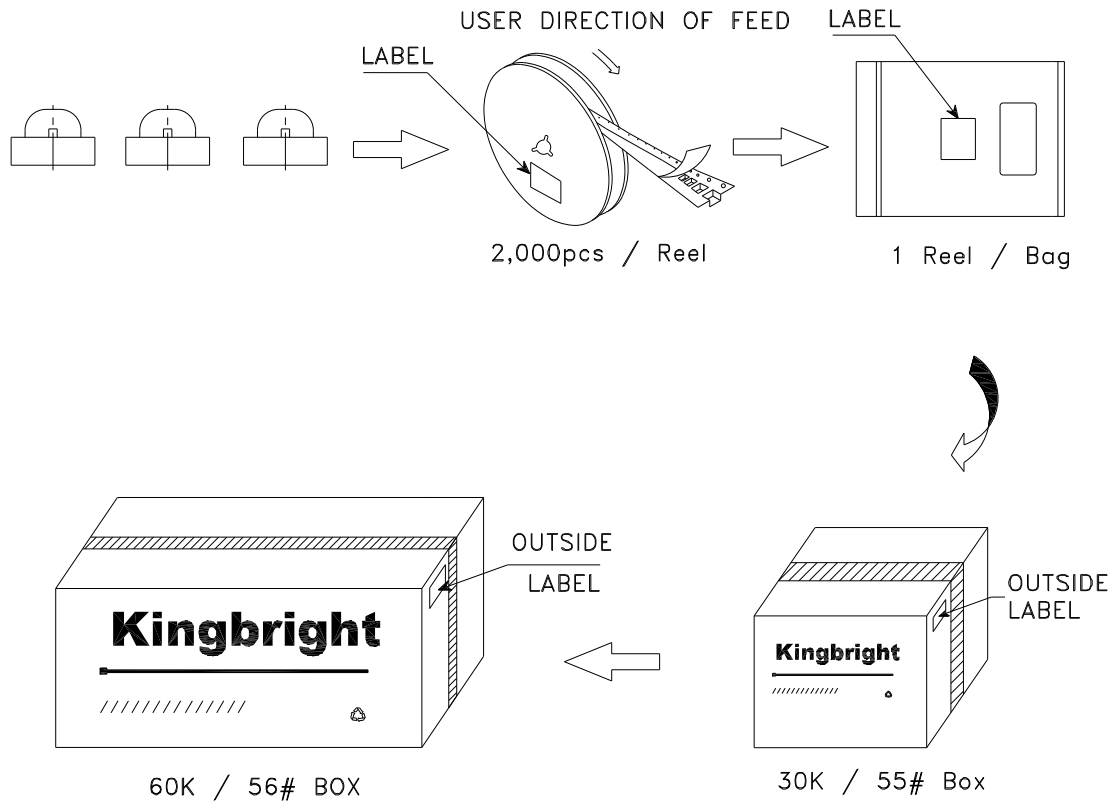 USER DIRECTION OF FEED
LABEL
LABEL
2,000pcs / Reel
1 Reel / Bag
OUTSIDE
LABEL
OUTSIDE
LABEL
Kingbright
Kingbright
60K / 56# BOX
30K / 55# Box